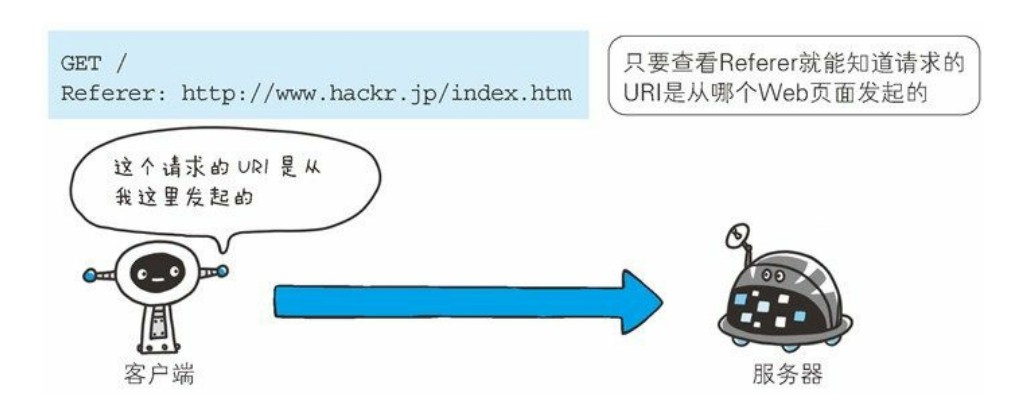 GET /
Referer: http://www.hackr.jp/index.htm
只要查看Referer就能知道请求的
URI是从哪个Web页面发起的
这个请求的 URI 是从
我这里发起的
客户端
服务器